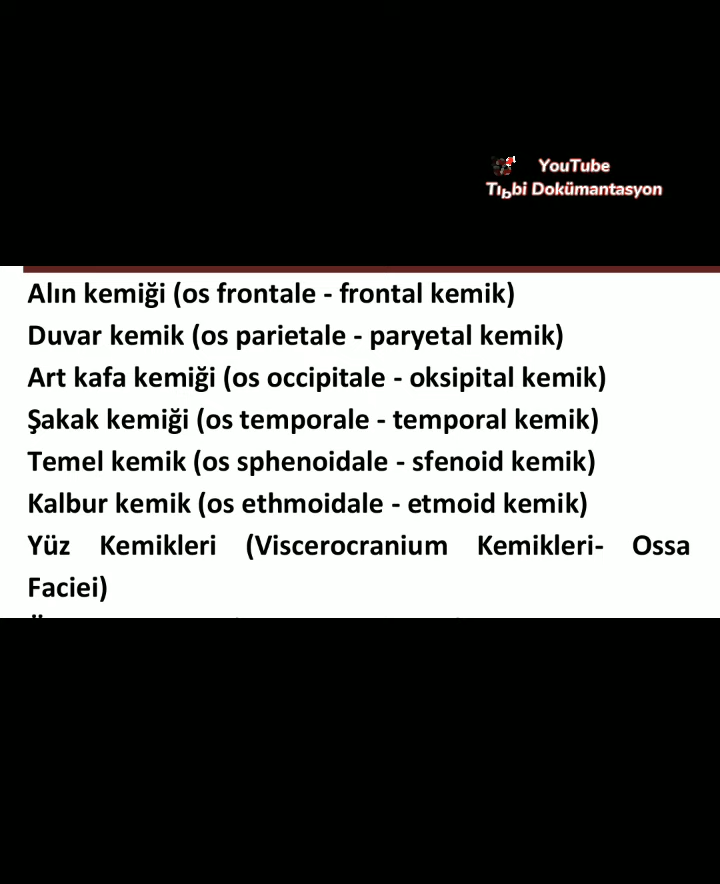 YouTube
Tıbbi Dokümantasyon
Alın kemiği (os frontale - frontal kemik)
Duvar kemik (os parietale - paryetal kemik)
Art kafa kemiği (os occipitale - oksipital kemik)
Şakak kemiği (os temporale - temporal kemik)
Temel kemik (os sphenoidale - sfenoid kemik)
Kalbur kemik (os ethmoidale - etmoid kemik)
Yüz Kemikleri (Viscerocranium Kemikleri- Ossa
Faciei)